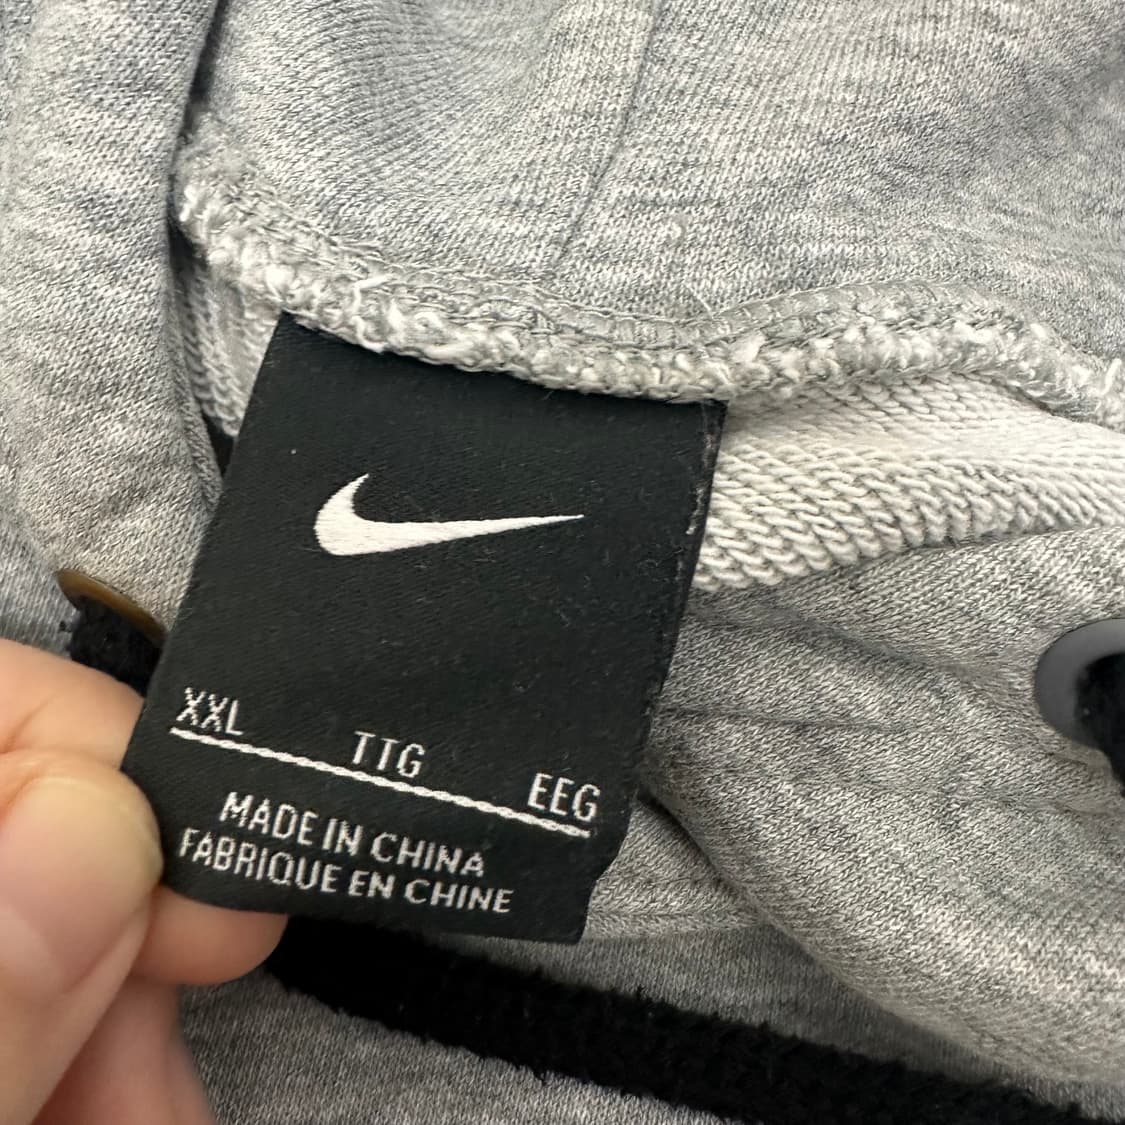 XXL TTG EEG
MADE IN CHINA
FABRIQUE EN CHINE